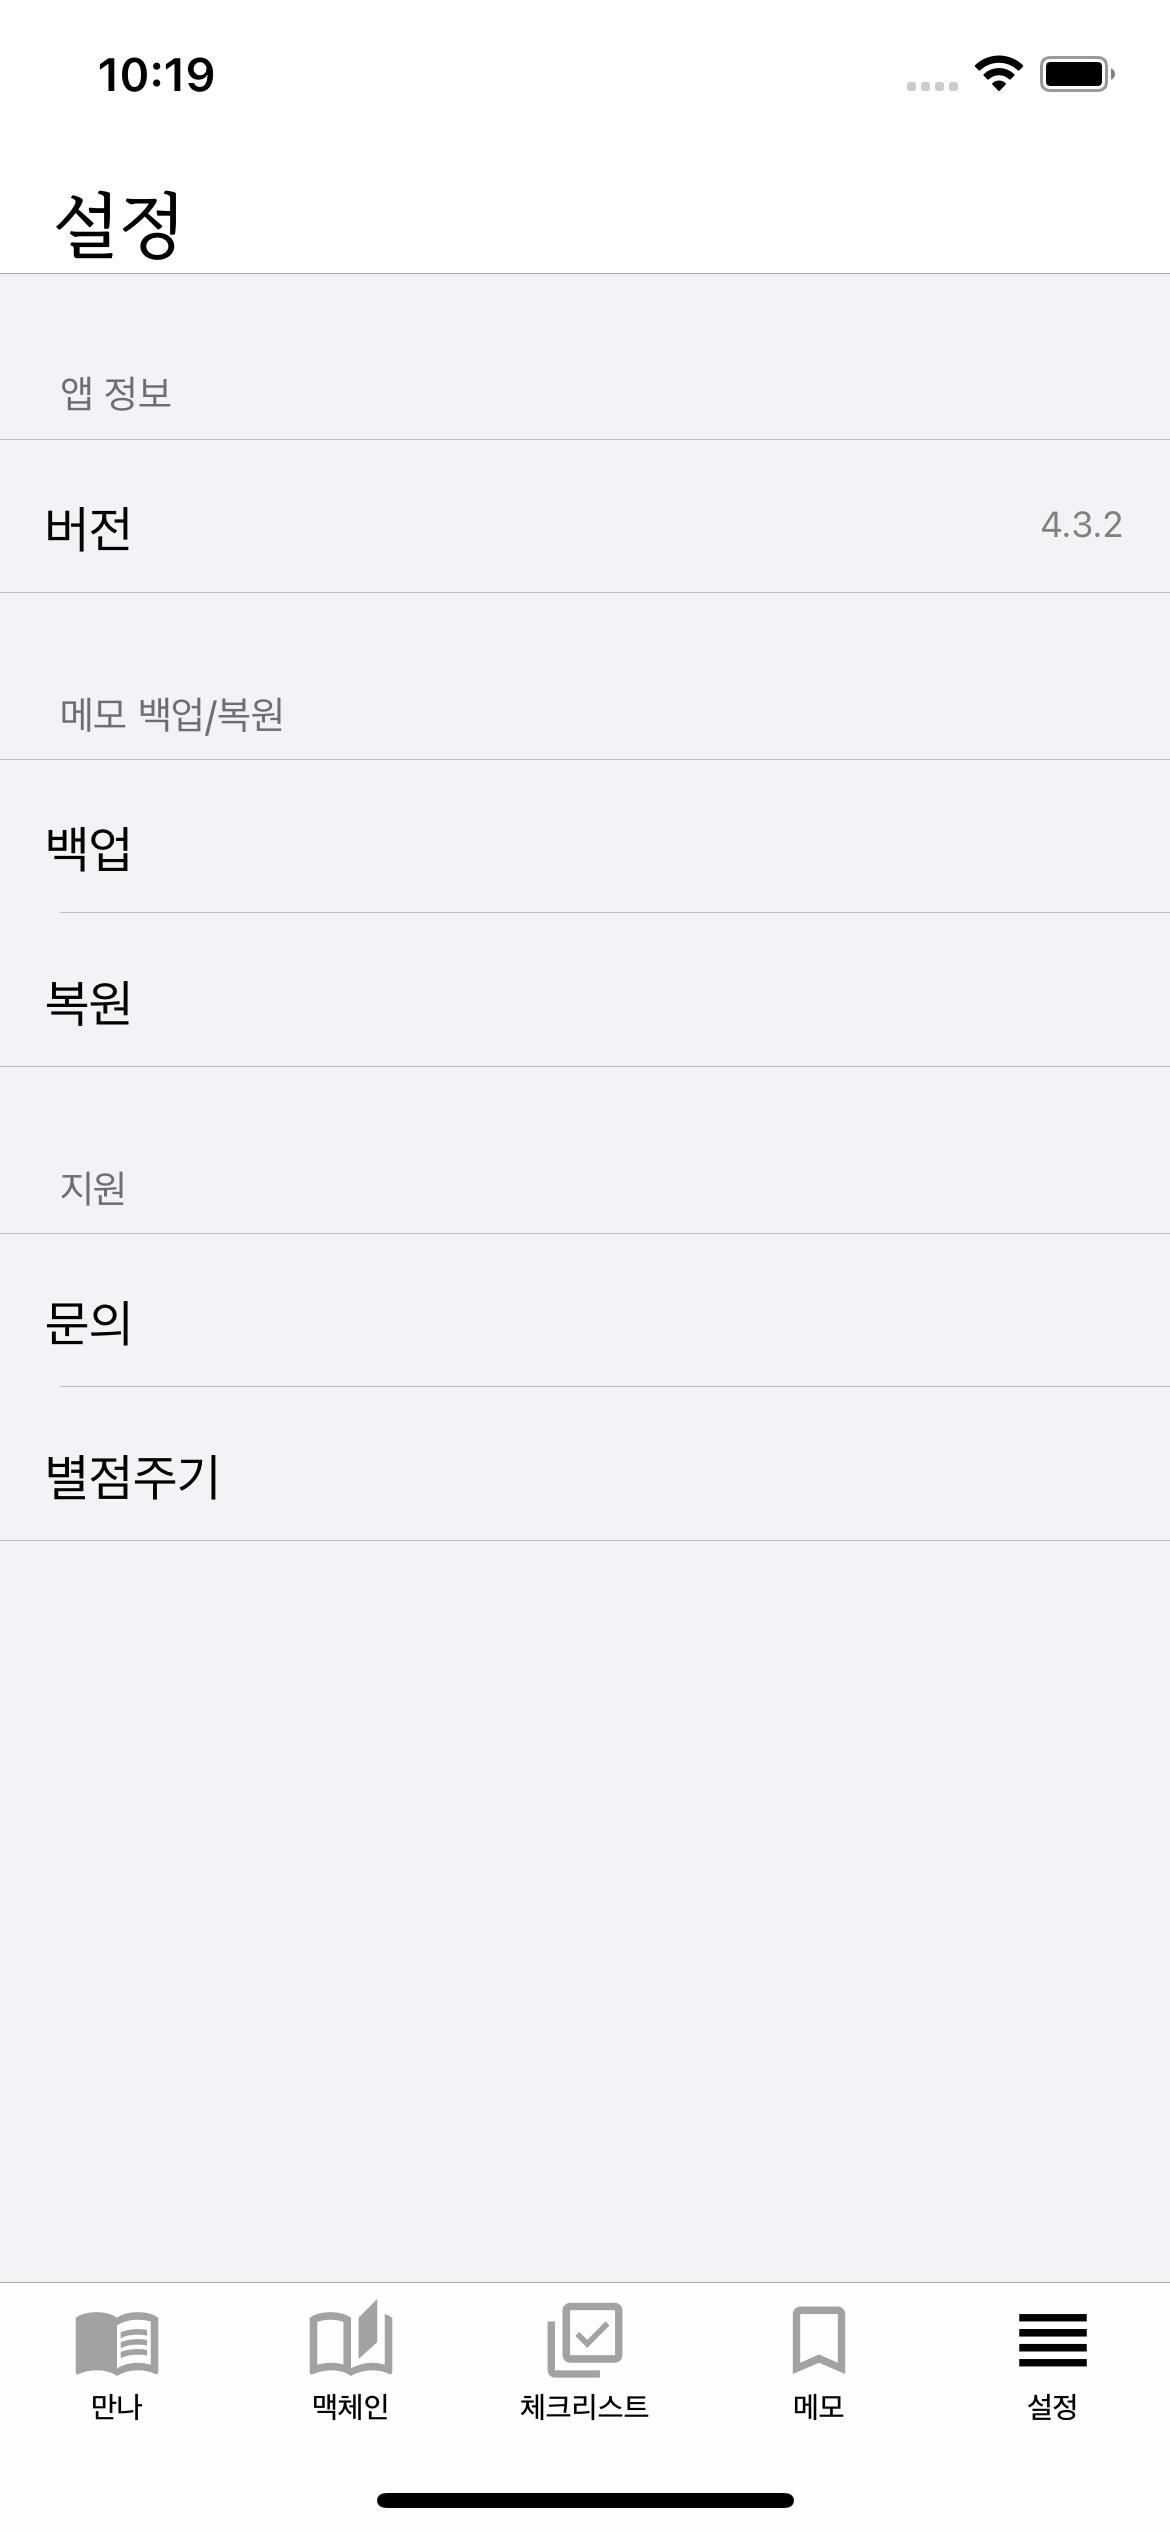 10:19
설정
앱 정보
버전 4.3.2
메모 백업/복원
백업
복원
지원
문의
별점주기
만나 맥체인 체크리스트 메모 설정